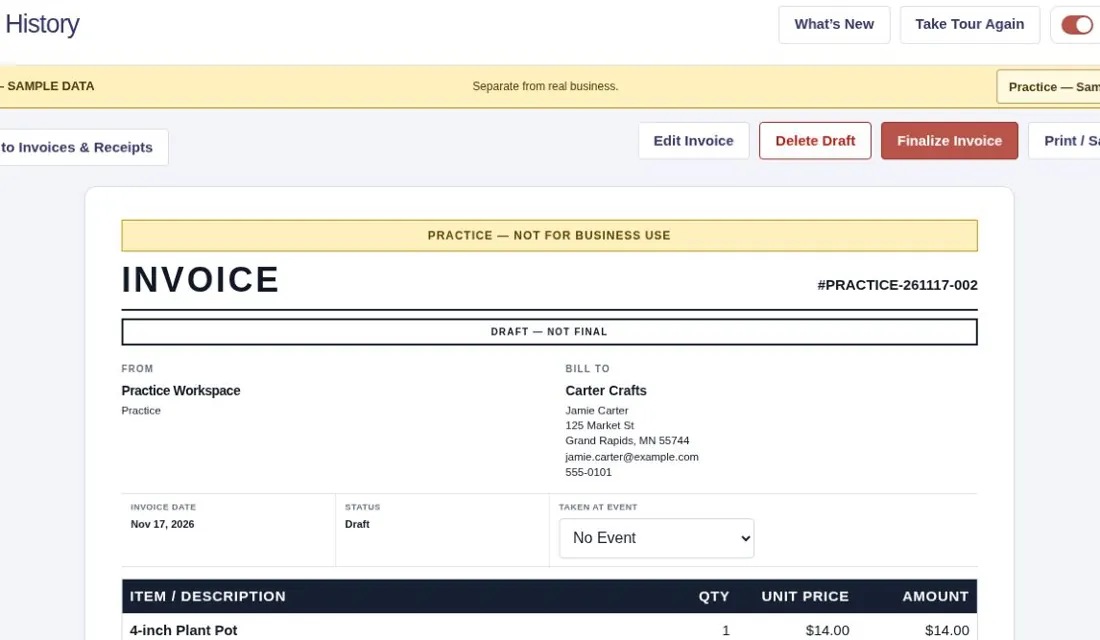 History
What's New
Take Tour Again
– SAMPLE DATA
Separate from real business.
Practice — Sam
to Invoices & Receipts
Edit Invoice
Delete Draft
Finalize Invoice
Print / Sa
PRACTICE — NOT FOR BUSINESS USE
INVOICE
#PRACTICE-261117-002
DRAFT — NOT FINAL
FROM
Practice Workspace
Practice
BILL TO
Carter Crafts
Jamie Carter
125 Market St
Grand Rapids, MN 55744
jamie.carter@example.com
555-0101
INVOICE DATE
Nov 17, 2026
STATUS
Draft
TAKEN AT EVENT
No Event
ITEM / DESCRIPTION QTY UNIT PRICE AMOUNT
4-inch Plant Pot 1 $14.00 $14.00